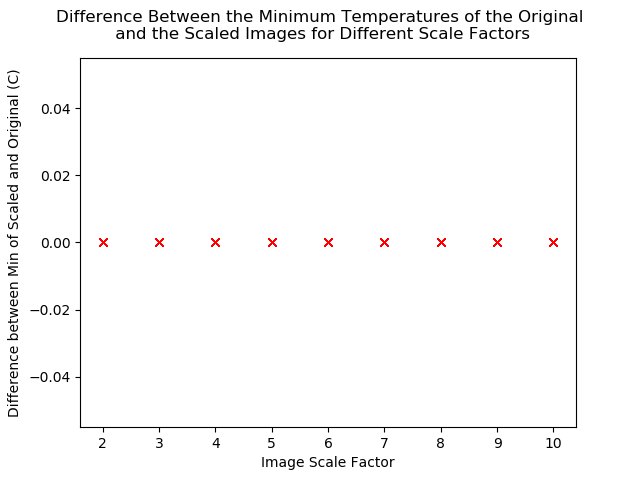 Difference Between the Minimum Temperatures of the Original
and the Scaled Images for Different Scale Factors
Difference between Min of Scaled and Original (C)
0.04
0.02
0.00
−0.02
−0.04
2 3 4 5 6 7 8 9 10
Image Scale Factor